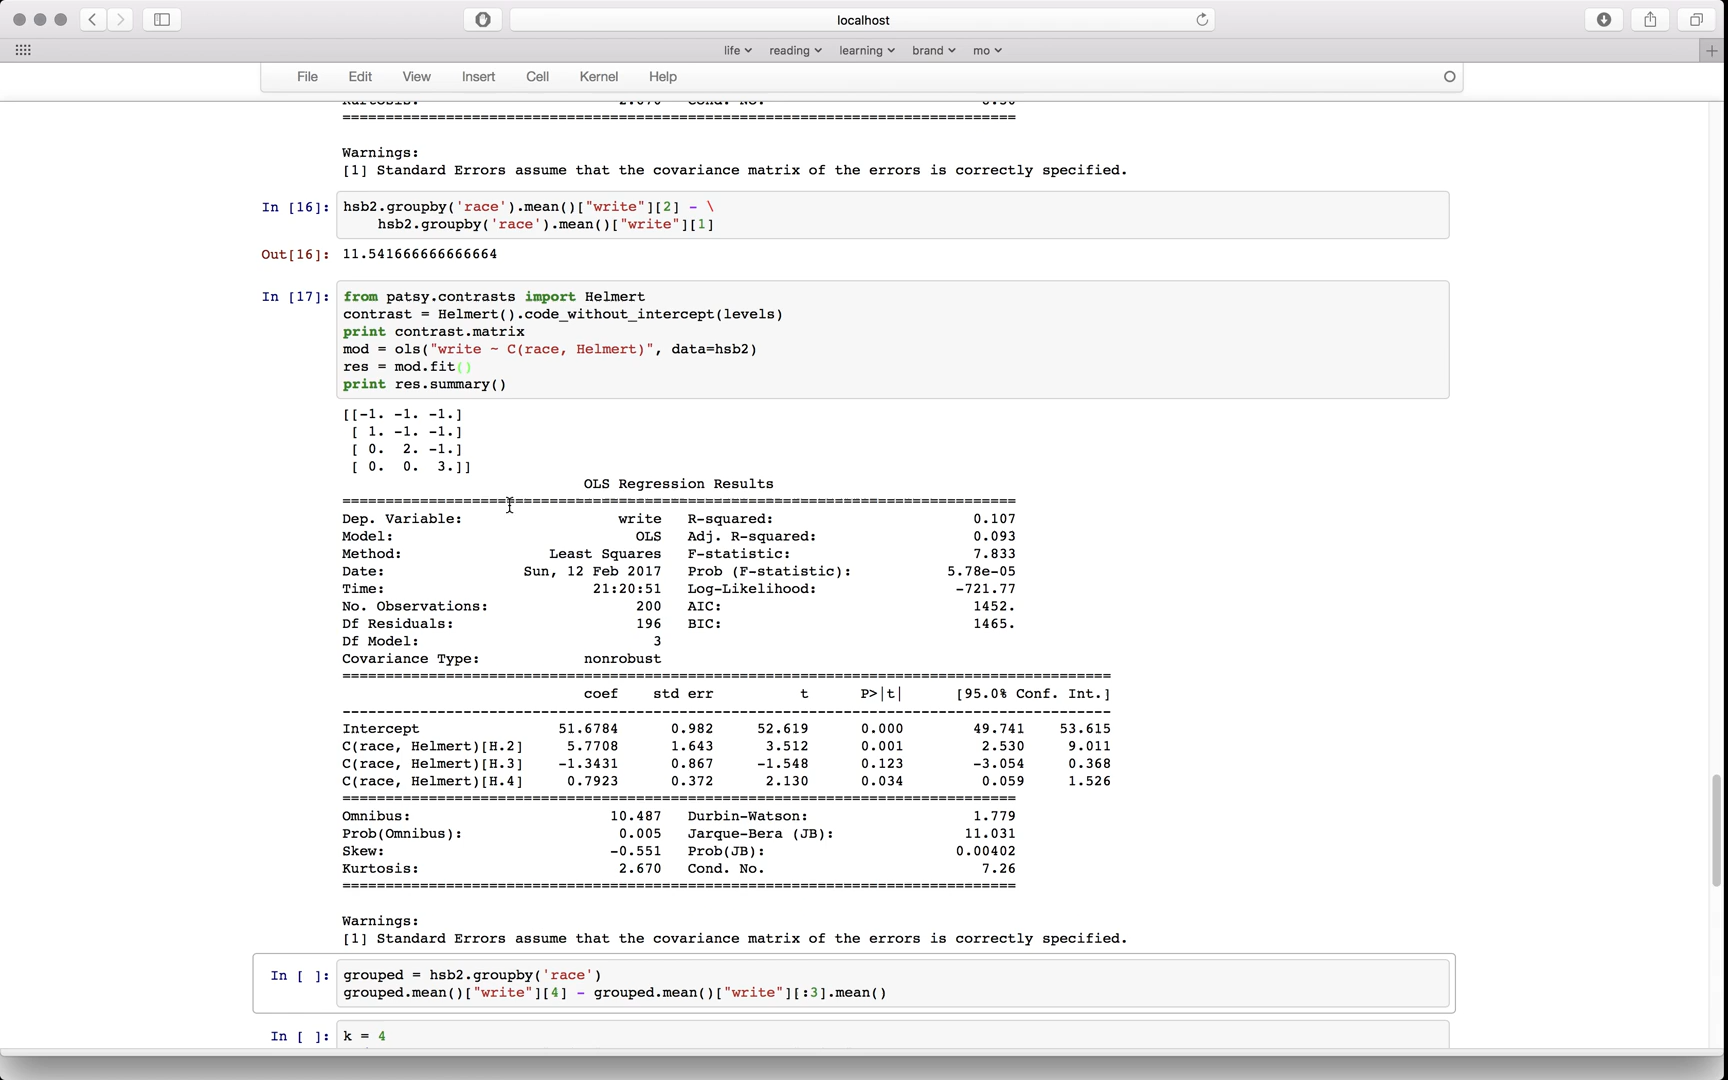 localhost
life reading learning brand mo
File Edit View Insert Cell Kernel Help
Kurtosis: 2.670 Cond. No. 8.30
==============================================================================
Warnings:
[1] Standard Errors assume that the covariance matrix of the errors is correctly specified.
In [16]: hsb2.groupby('race').mean()["write"][2] - \
hsb2.groupby('race').mean()["write"][1]
Out[16]: 11.541666666666664
In [17]: from patsy.contrasts import Helmert
contrast = Helmert().code_without_intercept(levels)
print contrast.matrix
mod = ols("write ~ C(race, Helmert)", data=hsb2)
res = mod.fit()
print res.summary()
[[-1. -1. -1.]
[ 1. -1. -1.]
[ 0. 2. -1.]
[ 0. 0. 3.]]
OLS Regression Results
==============================================================================
Dep. Variable: write R-squared: 0.107
Model: OLS Adj. R-squared: 0.093
Method: Least Squares F-statistic: 7.833
Date: Sun, 12 Feb 2017 Prob (F-statistic): 5.78e-05
Time: 21:20:51 Log-Likelihood: -721.77
No. Observations: 200 AIC: 1452.
Df Residuals: 196 BIC: 1465.
Df Model: 3
Covariance Type: nonrobust
=========================================================================================
coef std err t P>|t| [95.0% Conf. Int.]
-----------------------------------------------------------------------------------------
Intercept 51.6784 0.982 52.619 0.000 49.741 53.615
C(race, Helmert)[H.2] 5.7708 1.643 3.512 0.001 2.530 9.011
C(race, Helmert)[H.3] -1.3431 0.867 -1.548 0.123 -3.054 0.368
C(race, Helmert)[H.4] 0.7923 0.372 2.130 0.034 0.059 1.526
==============================================================================
Omnibus: 10.487 Durbin-Watson: 1.779
Prob(Omnibus): 0.005 Jarque-Bera (JB): 11.031
Skew: -0.551 Prob(JB): 0.00402
Kurtosis: 2.670 Cond. No. 7.26
==============================================================================
Warnings:
[1] Standard Errors assume that the covariance matrix of the errors is correctly specified.
In [ ]: grouped = hsb2.groupby('race')
grouped.mean()["write"][4] - grouped.mean()["write"][:3].mean()
In [ ]: k = 4